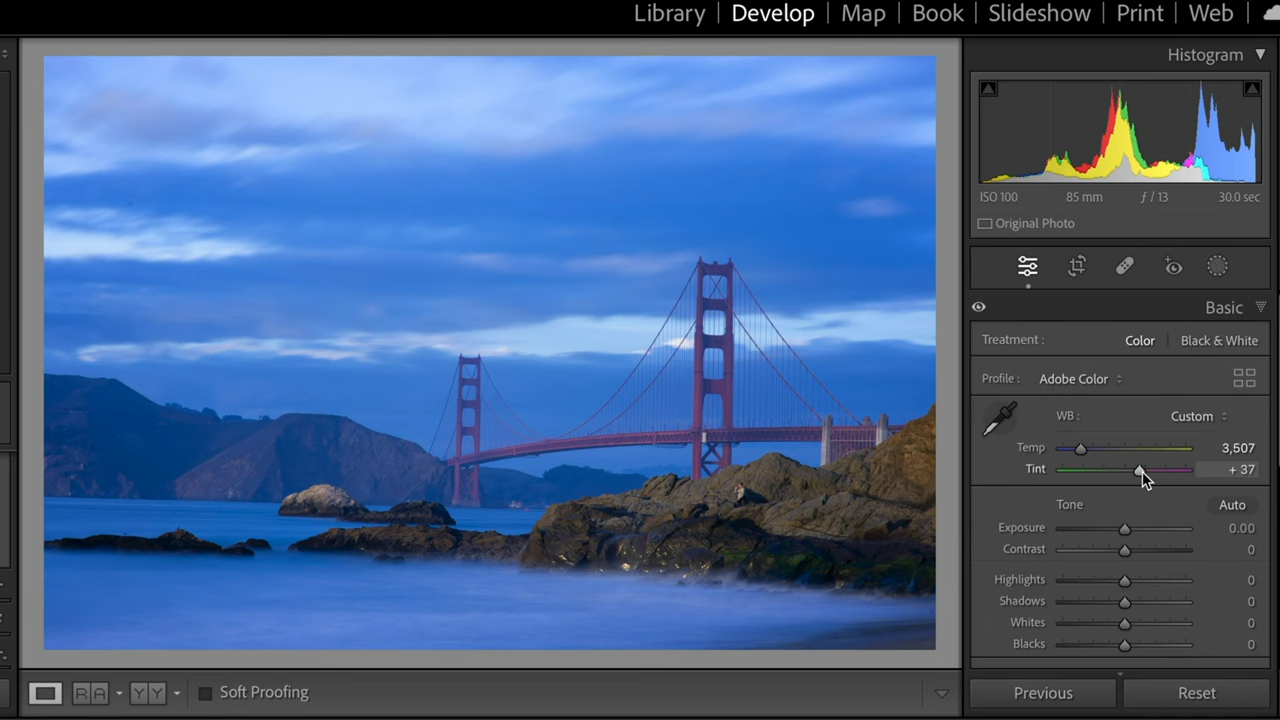 Library | Develop | Map | Book | Slideshow | Print | Web |
Histogram
ISO 100 85 mm ƒ / 13 30.0 sec
Original Photo
Basic
Treatment : Color | Black & White
Profile : Adobe Color
WB : Custom
Temp 3,507
Tint + 37
Tone Auto
Exposure 0.00
Contrast 0
Highlights 0
Shadows 0
Whites 0
Blacks 0
RA YY Soft Proofing
Previous Reset